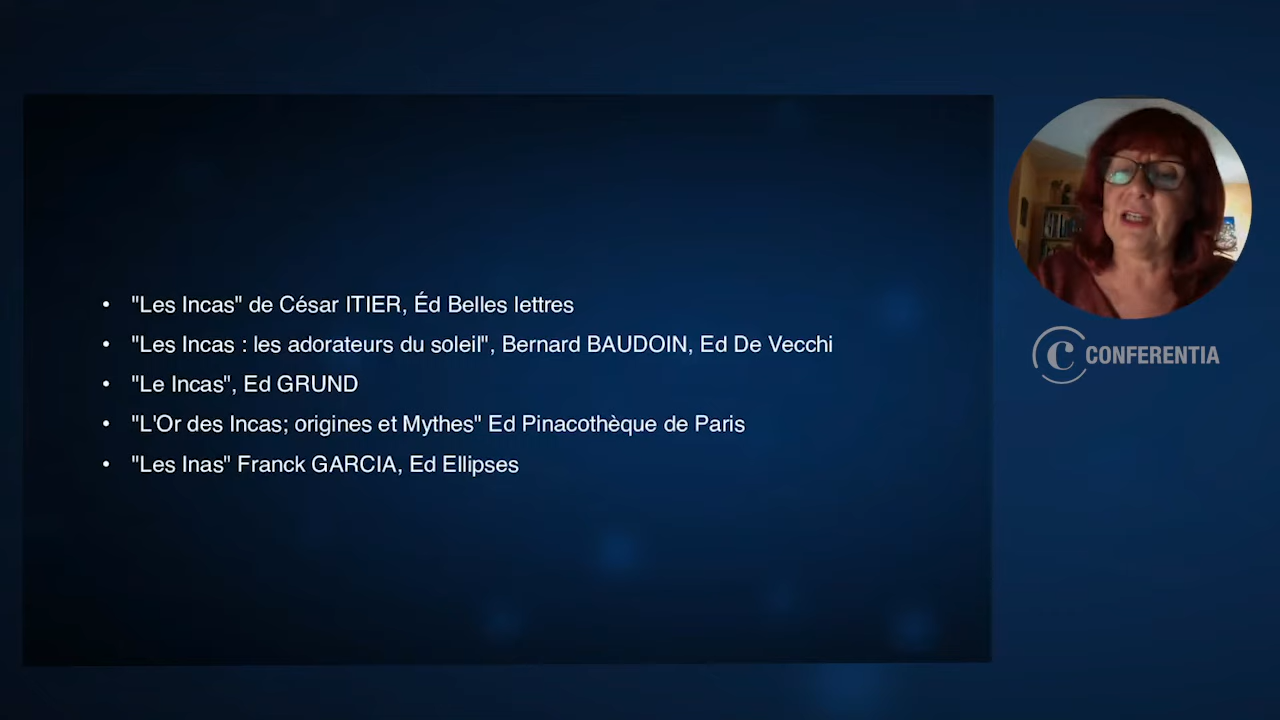 • "Les Incas" de César ITIER, Éd Belles lettres
• "Les Incas : les adorateurs du soleil", Bernard BAUDOIN, Ed De Vecchi
• "Le Incas", Ed GRUND
• "L'Or des Incas; origines et Mythes" Ed Pinacothèque de Paris
• "Les Inas" Franck GARCIA, Ed Ellipses
C CONFERENTIA